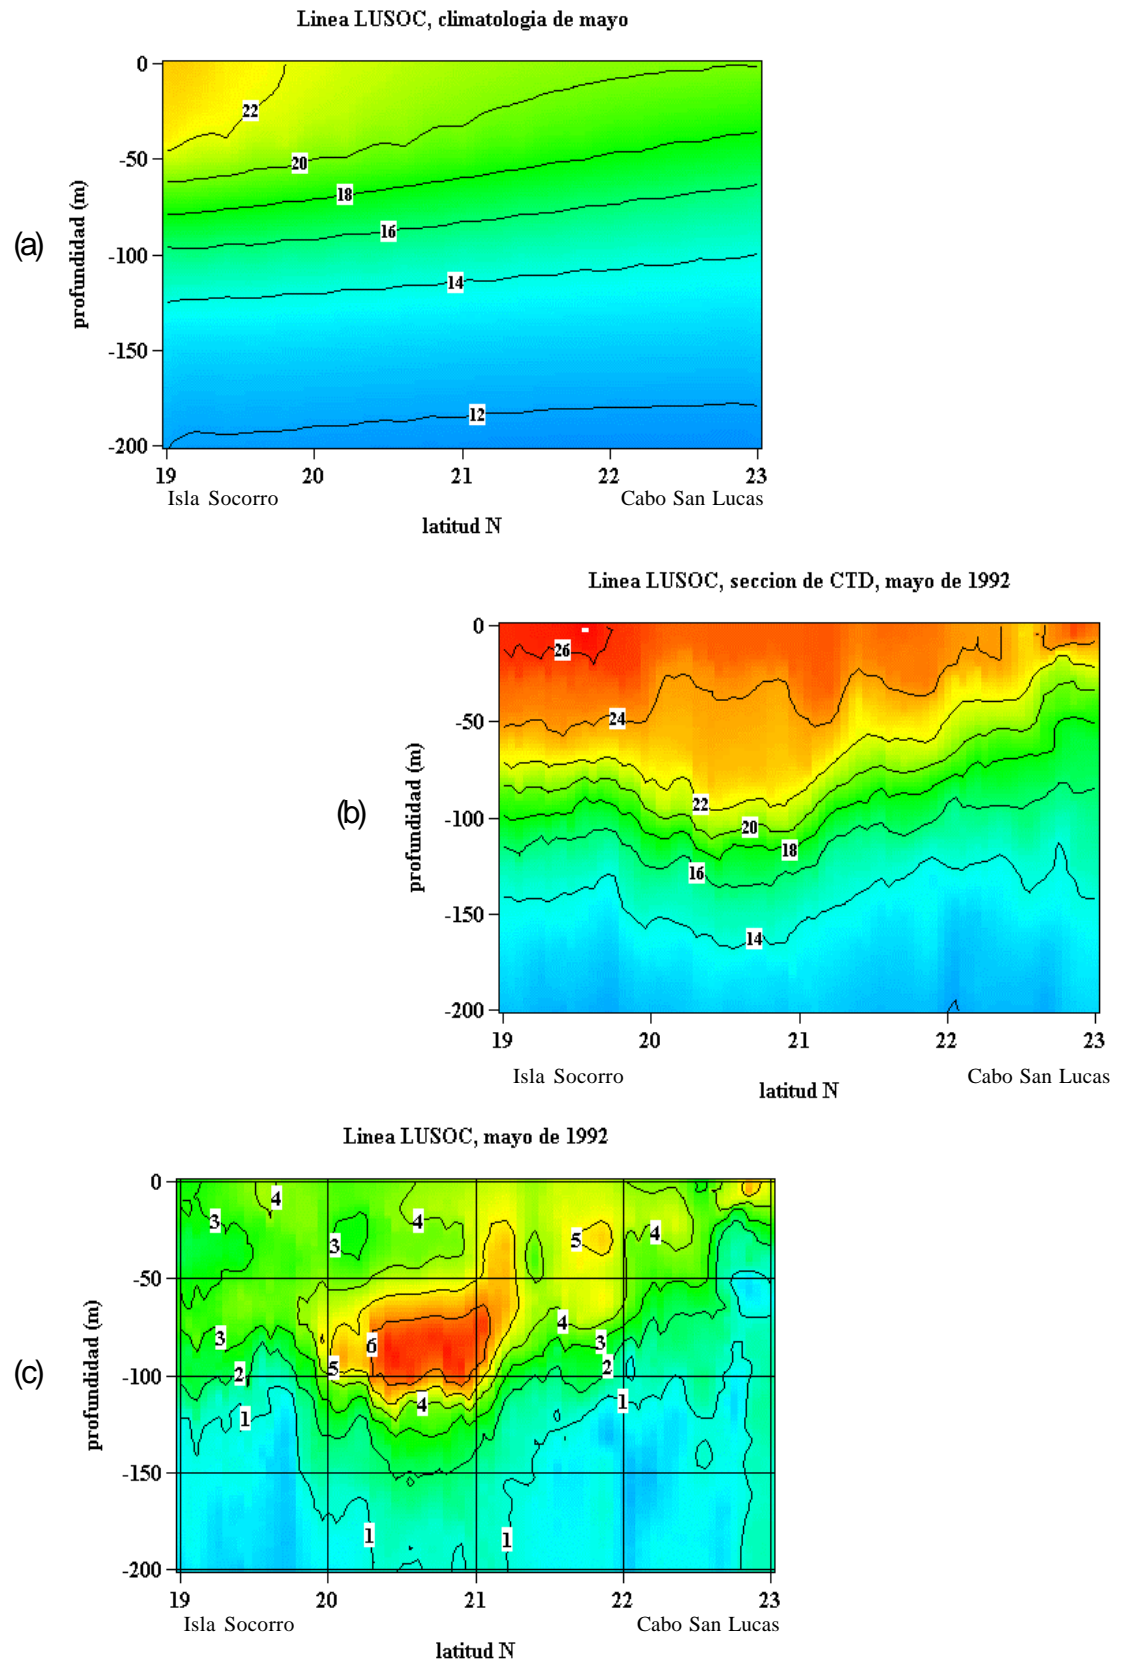 Linea LUSOC, climatologia de mayo
0
-50
-100
-150
-200
profundidad (m)
(a)
22
20
18
16
14
12
19 20 21 22 23
Isla Socorro Cabo San Lucas
latitud N
Linea LUSOC, seccion de CTD, mayo de 1992
0
-50
-100
-150
-200
profundidad (m)
(b)
26
24
22
20
18
16
14
19 20 21 22 23
Isla Socorro Cabo San Lucas
latitud N
Linea LUSOC, mayo de 1992
0
-50
-100
-150
-200
profundidad (m)
(c)
4
3
4
4
5
3
4
3
3
6
5
2
2
4
1
1
1
1
19 20 21 22 23
Isla Socorro Cabo San Lucas
latitud N